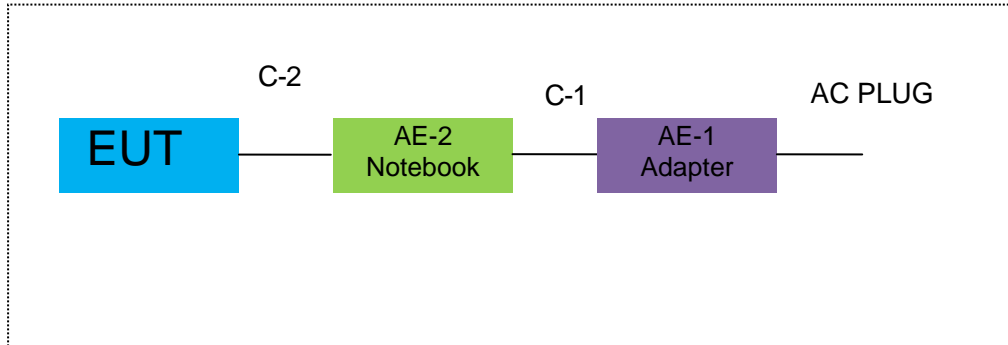 C-2
C-1
AC PLUG
EUT
AE-2
Notebook
AE-1
Adapter